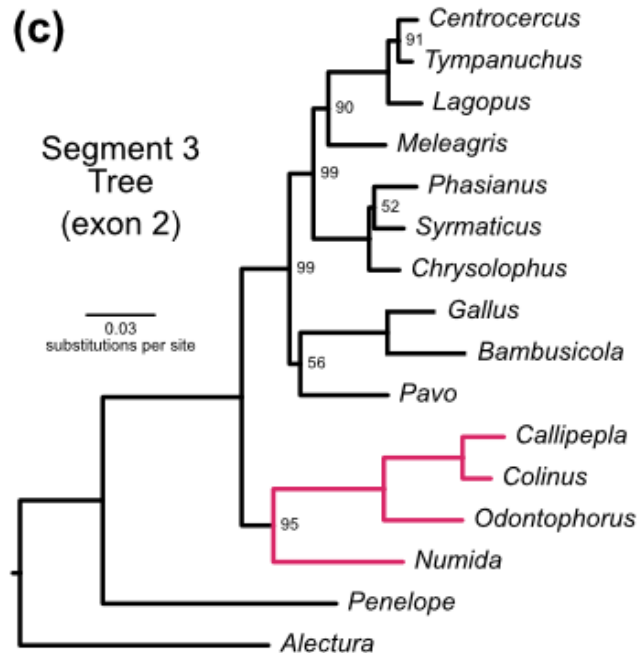 (c)
Segment 3
Tree
(exon 2)
0.03
substitutions per site
Centrocercus
91
Tympanuchus
Lagopus
90
Meleagris
99
Phasianus
52
Syrmaticus
Chrysolophus
99
Gallus
Bambusicola
56
Pavo
Callipepla
Colinus
Odontophorus
95
Numida
Penelope
Alectura